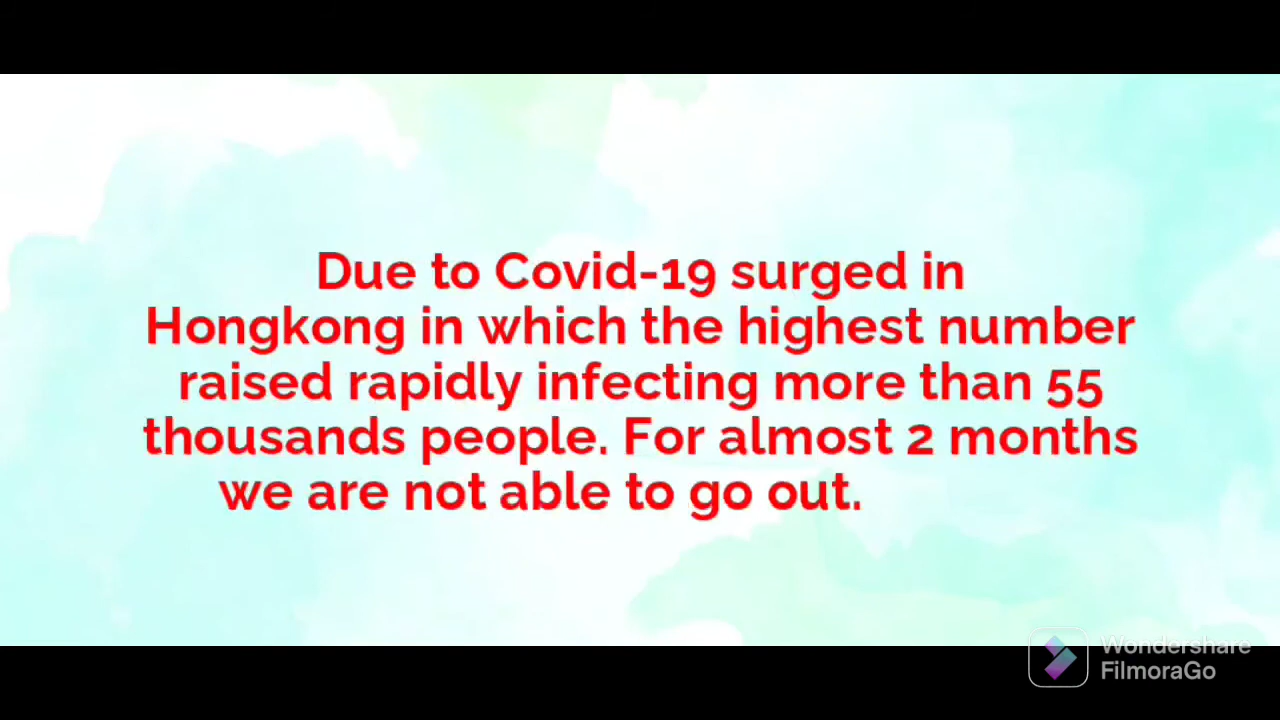 Due to Covid-19 surged in
Hongkong in which the highest number
raised rapidly infecting more than 55
thousands people. For almost 2 months
we are not able to go out.
Wondershare
FilmoraGo